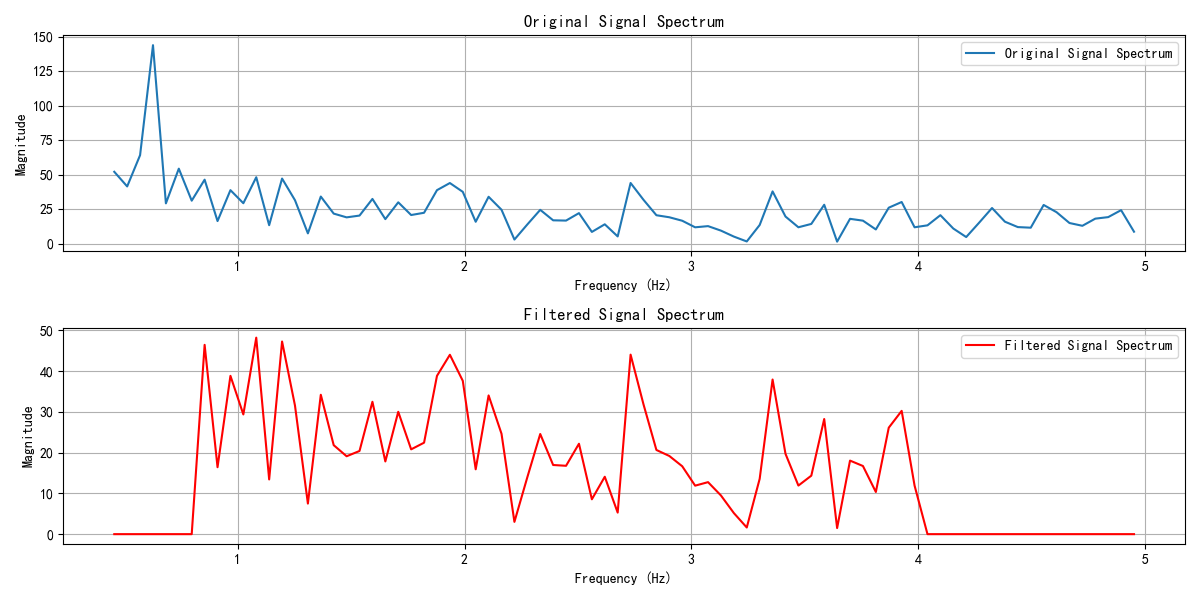 Original Signal Spectrum
150
125
100
75
50
25
0
Magnitude
Original Signal Spectrum
1
2
3
4
5
Frequency (Hz)
Filtered Signal Spectrum
50
40
30
20
10
0
Magnitude
Filtered Signal Spectrum
1
2
3
4
5
Frequency (Hz)